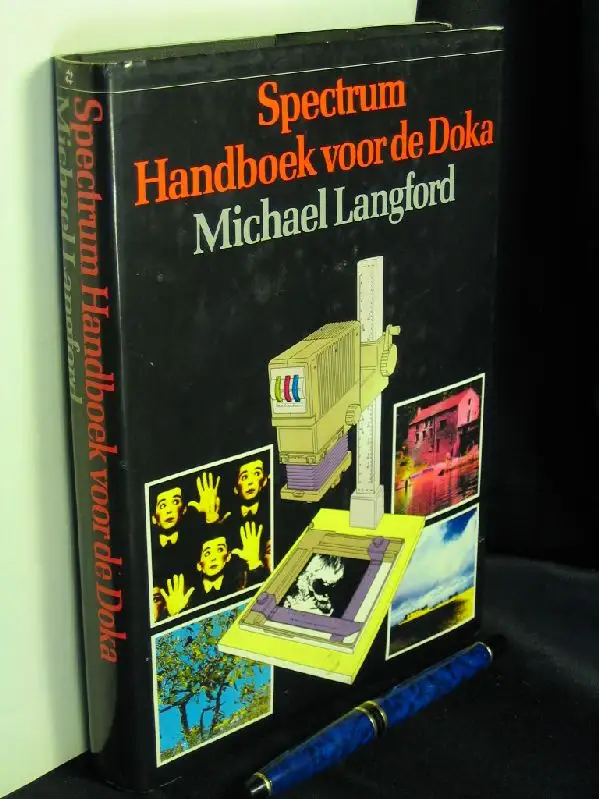 Spectrum
Handboek voor de Doka
Michael Langford
Spectrum Handboek voor de Doka
Michael Langford